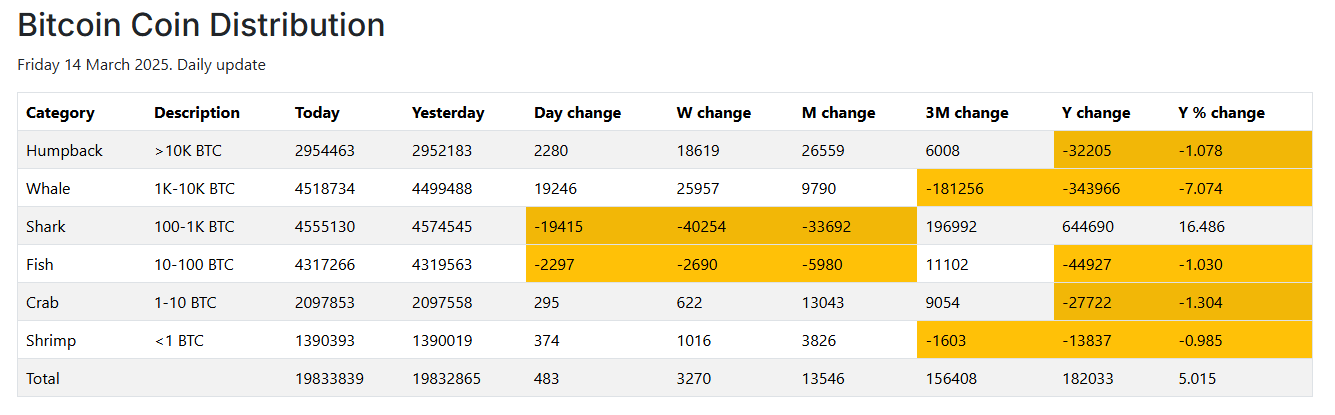 Bitcoin Coin Distribution
Friday 14 March 2025. Daily update
Category Description Today Yesterday Day change W change M change 3M change Y change Y % change
Humpback >10K BTC 2954463 2952183 2280 18619 26559 6008 -32205 -1.078
Whale 1K-10K BTC 4518734 4499488 19246 25957 9790 -181256 -343966 -7.074
Shark 100-1K BTC 4555130 4574545 -19415 -40254 -33692 196992 644690 16.486
Fish 10-100 BTC 4317266 4319563 -2297 -2690 -5980 11102 -44927 -1.030
Crab 1-10 BTC 2097853 2097558 295 622 13043 9054 -27722 -1.304
Shrimp <1 BTC 1390393 1390019 374 1016 3826 -1603 -13837 -0.985
Total 19833839 19832865 483 3270 13546 156408 182033 5.015